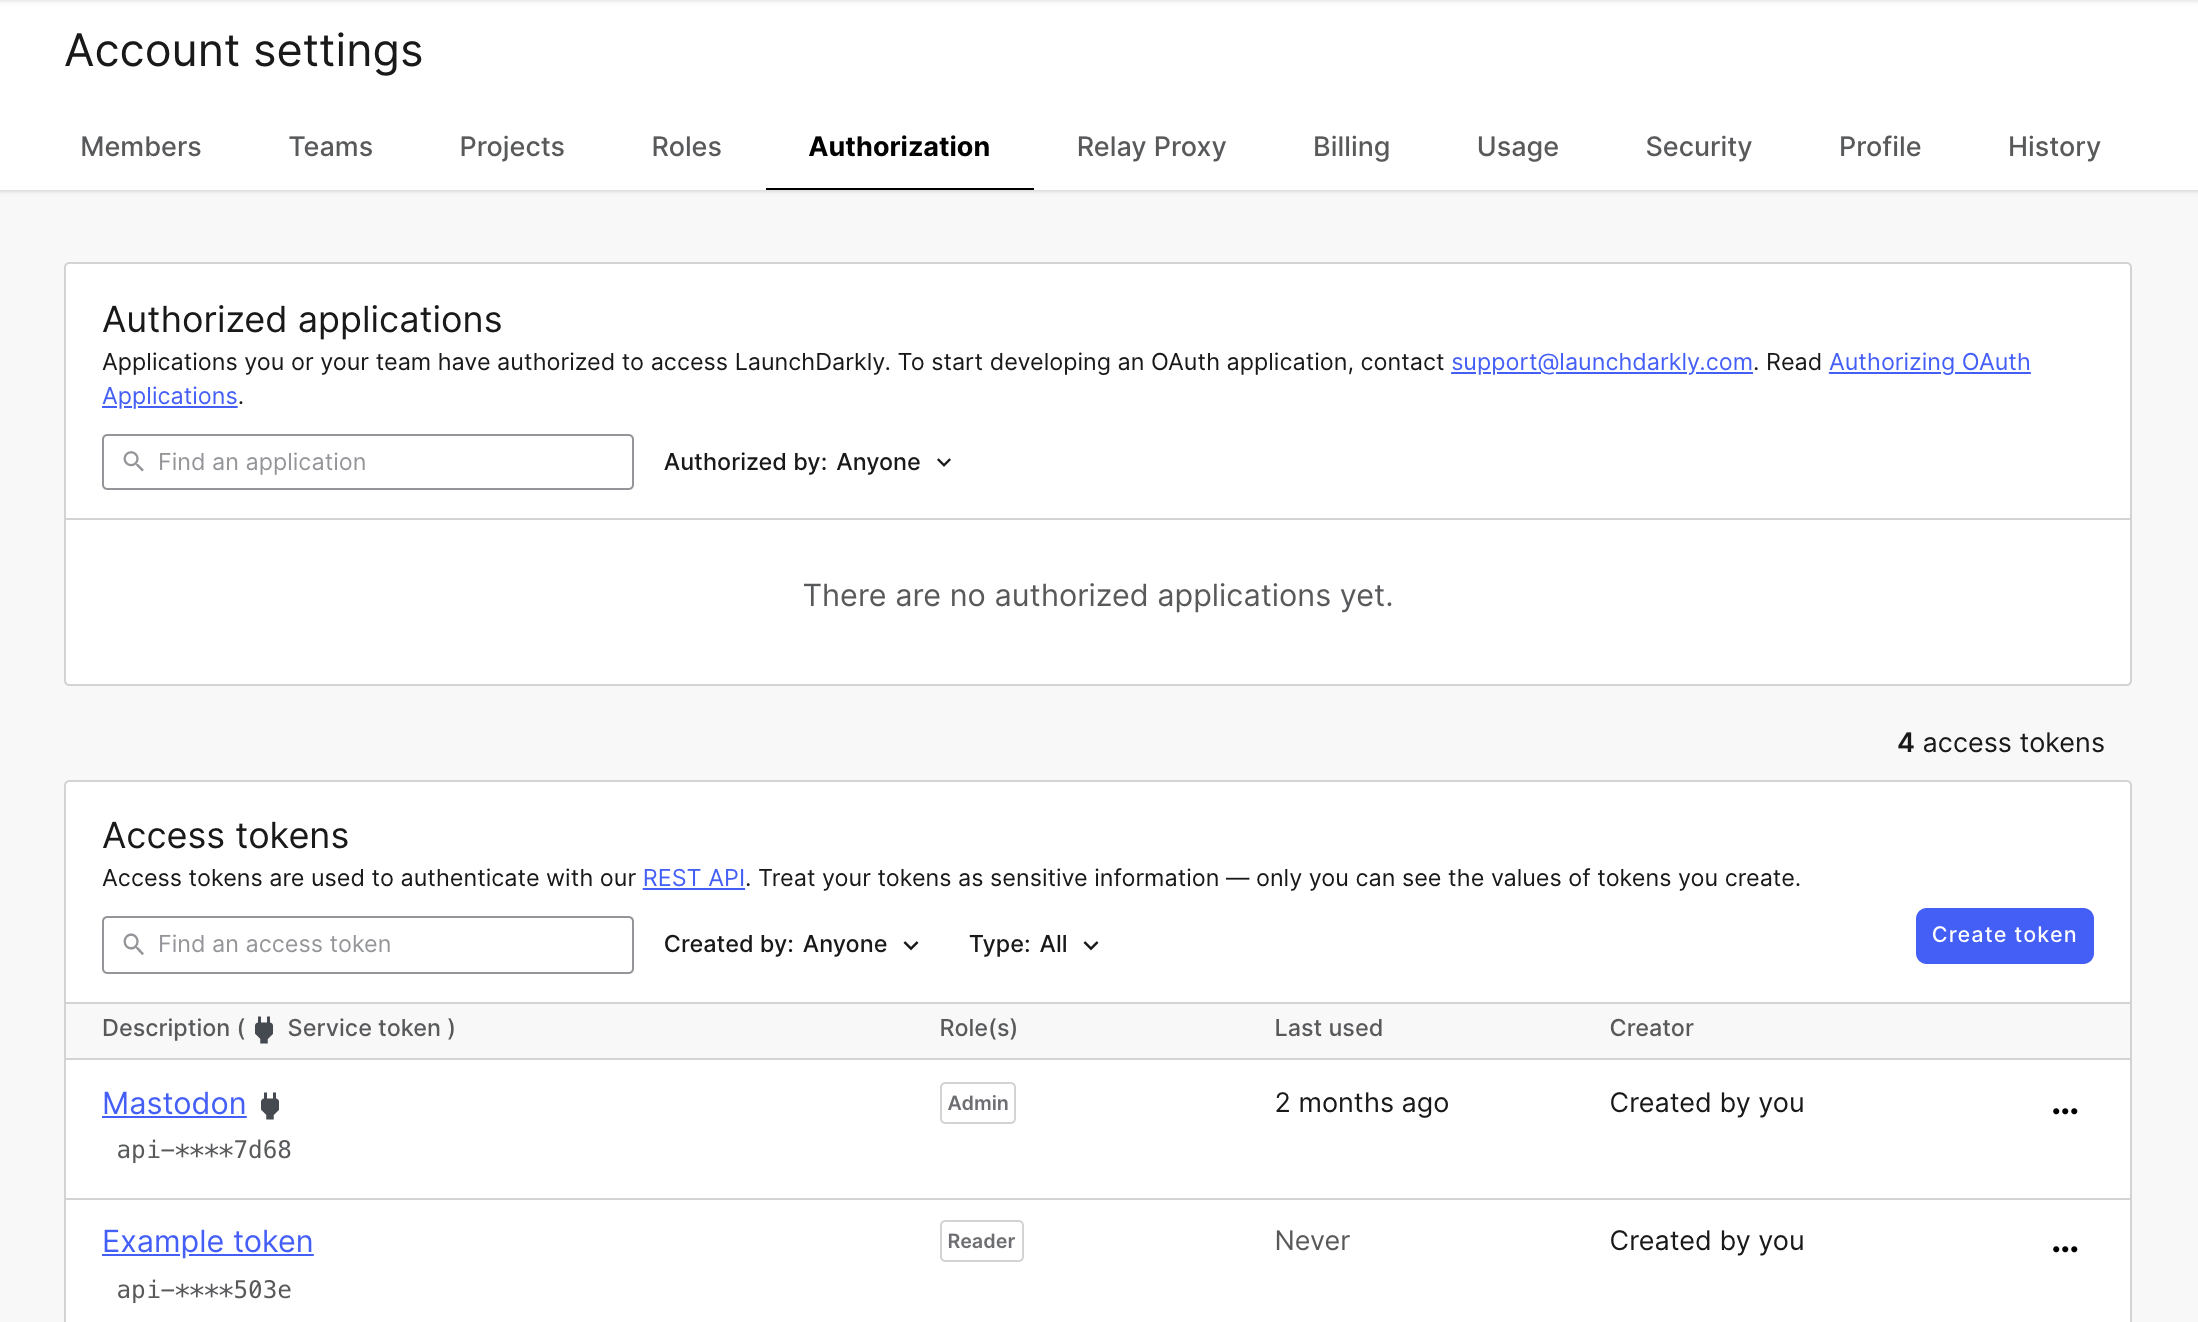 Account settings
Members Teams Projects Roles Authorization Relay Proxy Billing Usage Security Profile History
Authorized applications
Applications you or your team have authorized to access LaunchDarkly. To start developing an OAuth application, contact support@launchdarkly.com. Read Authorizing OAuth
Applications.
Find an application Authorized by: Anyone
There are no authorized applications yet.
4 access tokens
Access tokens
Access tokens are used to authenticate with our REST API. Treat your tokens as sensitive information — only you can see the values of tokens you create.
Find an access token Created by: Anyone Type: All Create token
Description ( Service token ) Role(s) Last used Creator
Mastodon Admin 2 months ago Created by you
api-****7d68
Example token Reader Never Created by you
api-****503e